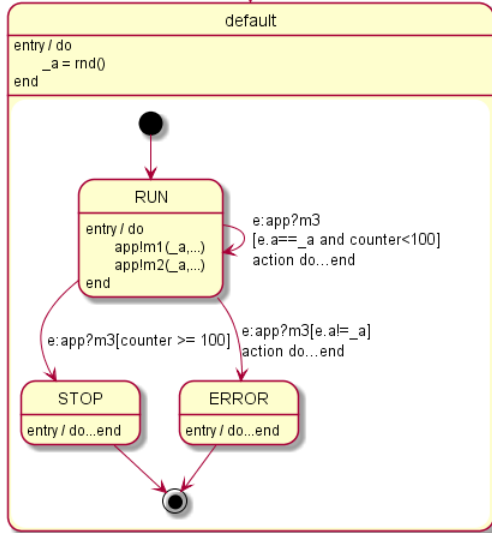 default
entry / do
_a = rnd()
end
RUN
entry / do
app!m1(_a,...)
app!m2(_a,...)
end
e:app?m3
[e.a==_a and counter<100]
action do...end
e:app?m3[counter >= 100]
e:app?m3[e.a!=_a]
action do...end
STOP
entry / do...end
ERROR
entry / do...end